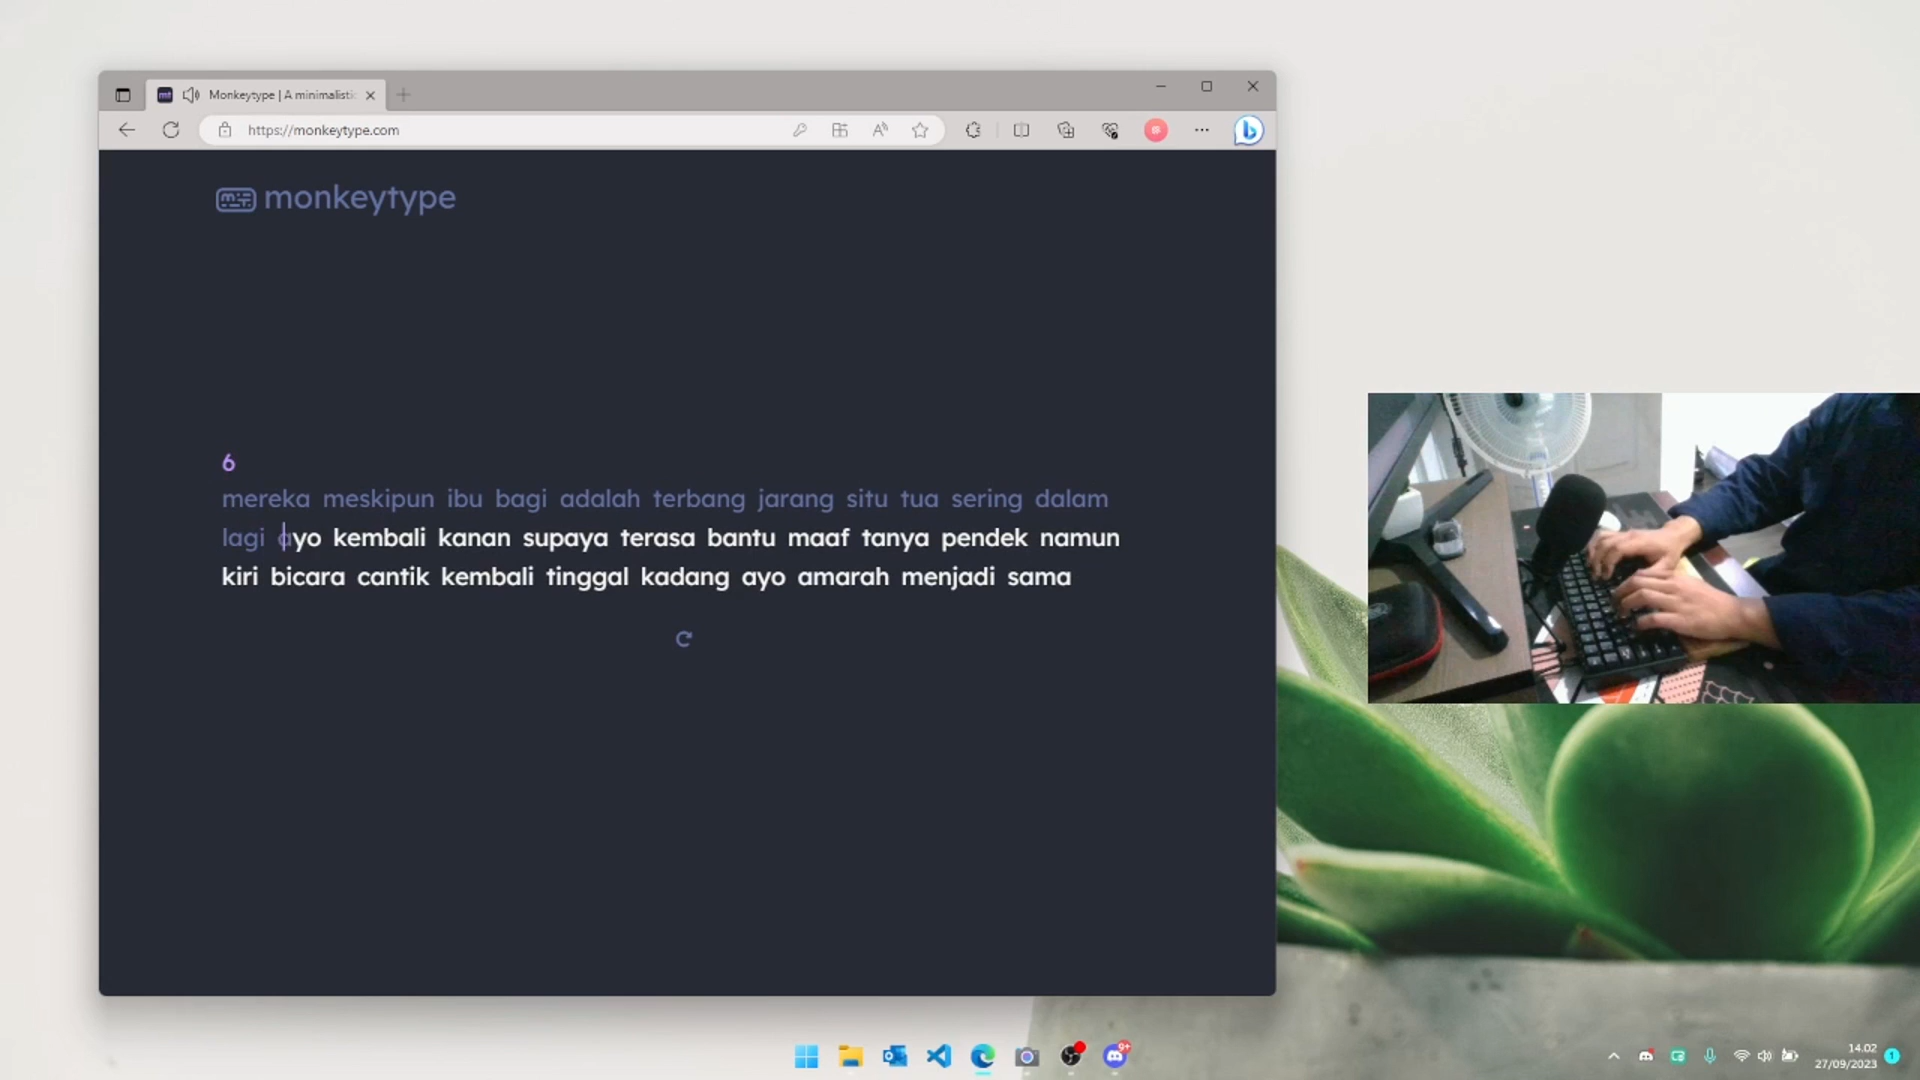 Monkeytype | A minimalistic
https://monkeytype.com
monkeytype
6
mereka meskipun ibu bagi adalah terbang jarang situ tua sering dalam
lagi ayo kembali kanan supaya terasa bantu maaf tanya pendek namun
kiri bicara cantik kembali tinggal kadang ayo amarah menjadi sama
9+
14.02
27/09/2023
1